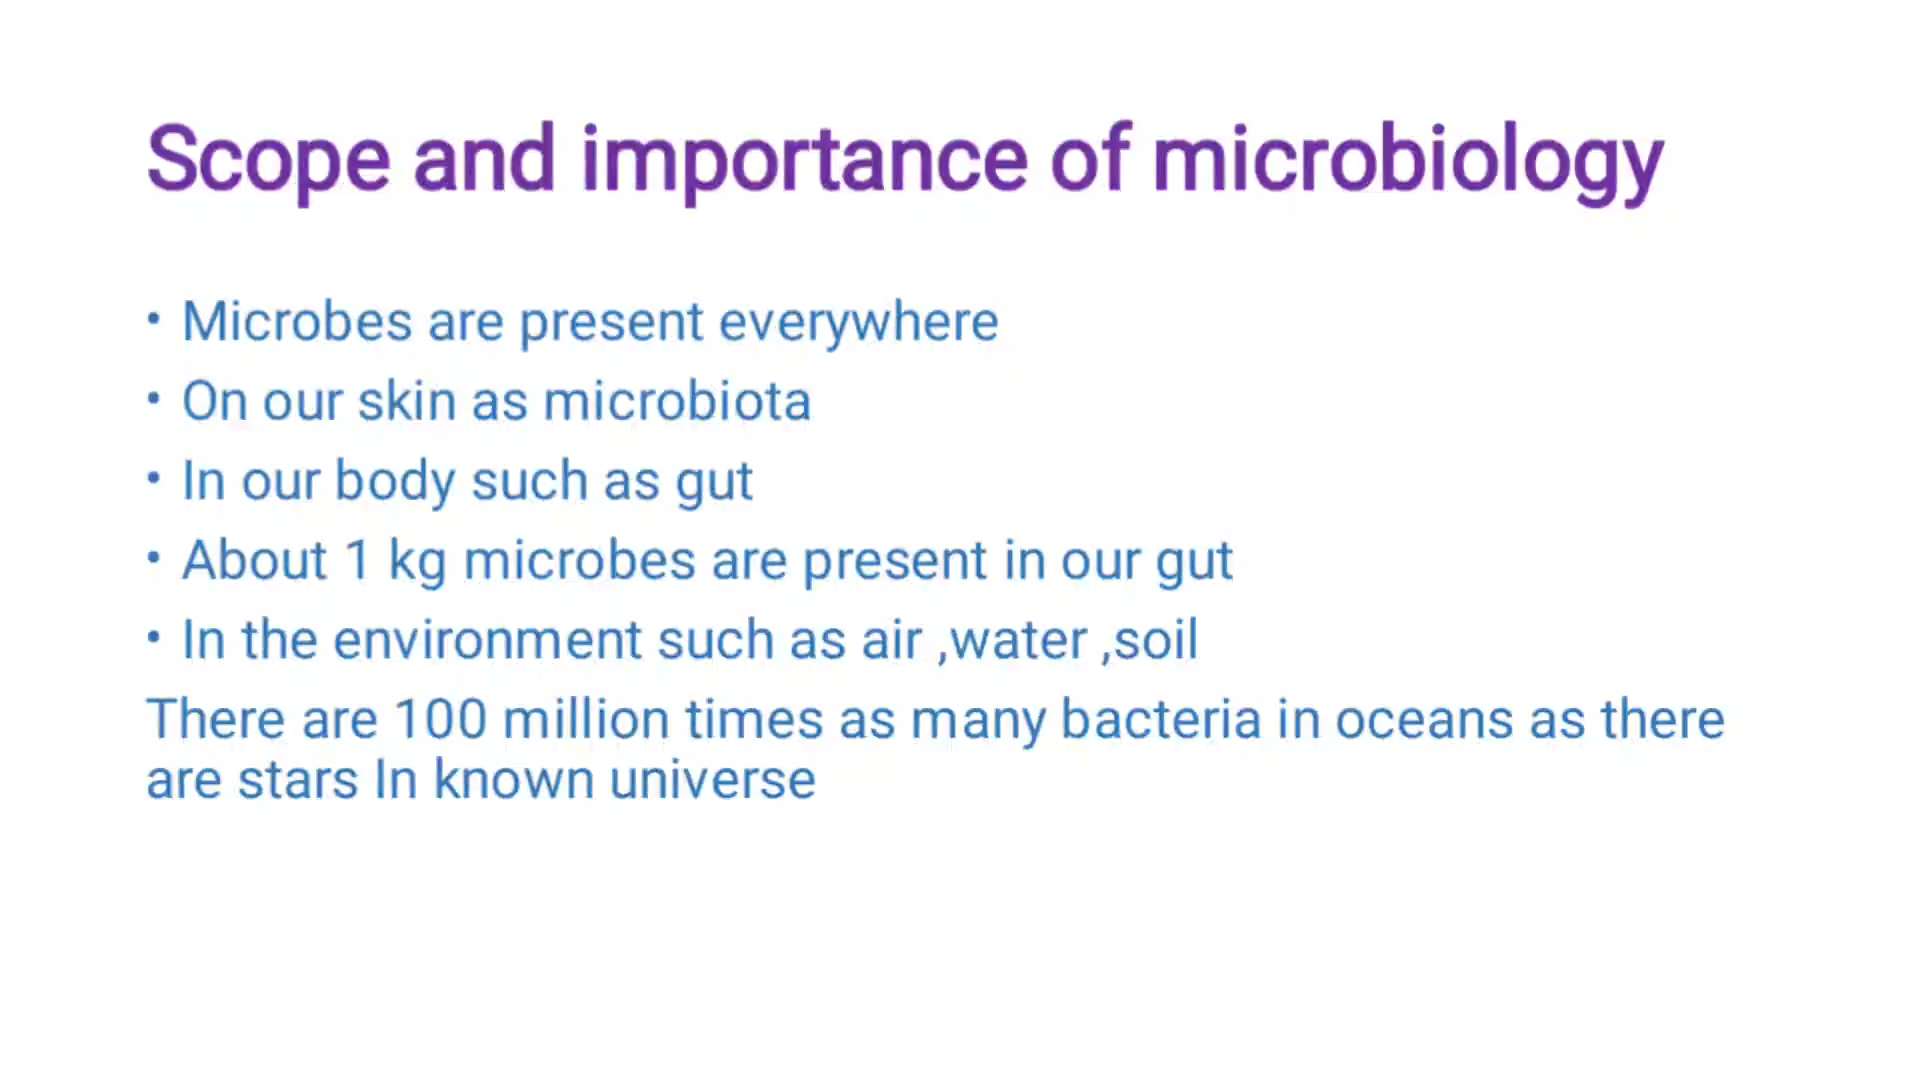 Scope and importance of microbiology
• Microbes are present everywhere
• On our skin as microbiota
• In our body such as gut
• About 1 kg microbes are present in our gut
• In the environment such as air ,water ,soil
There are 100 million times as many bacteria in oceans as there
are stars In known universe